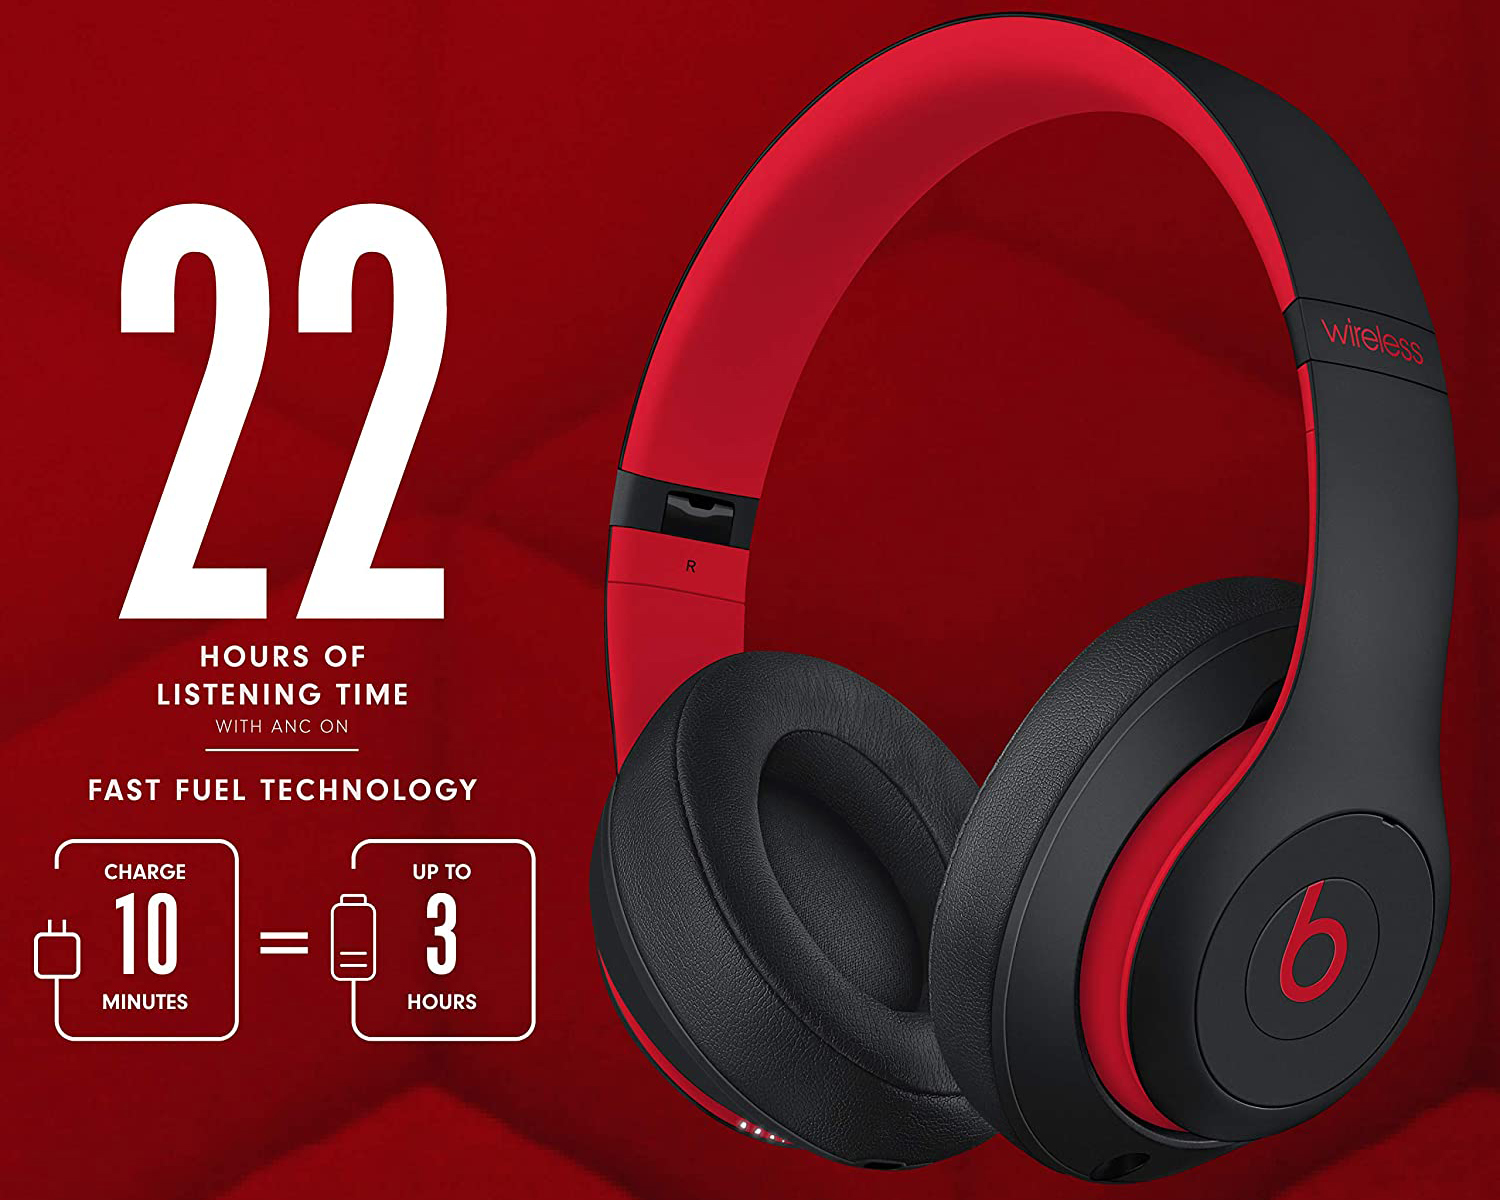 22
HOURS OF
LISTENING TIME
WITH ANC ON
FAST FUEL TECHNOLOGY
CHARGE
10
MINUTES
=
UP TO
3
HOURS
wireless
R
b